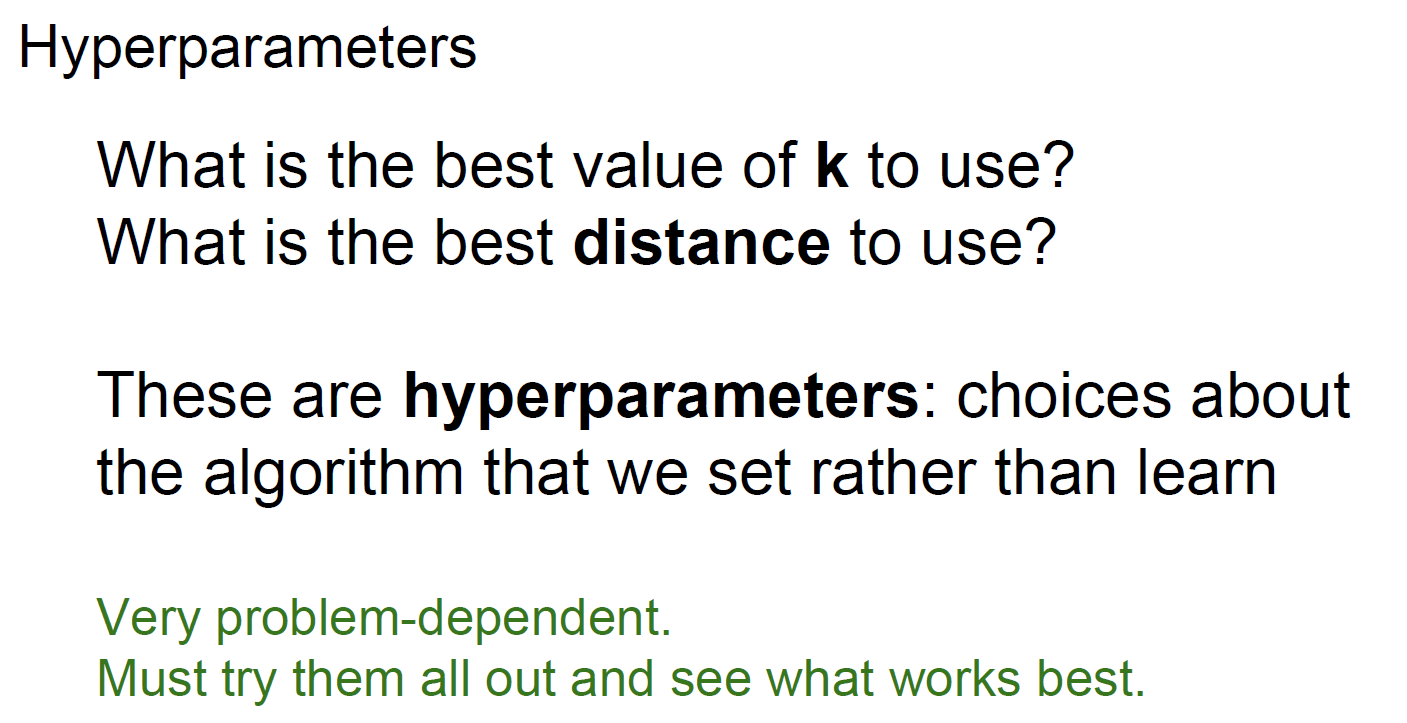 Hyperparameters
What is the best value of k to use?
What is the best distance to use?
These are hyperparameters: choices about
the algorithm that we set rather than learn
Very problem-dependent.
Must try them all out and see what works best.